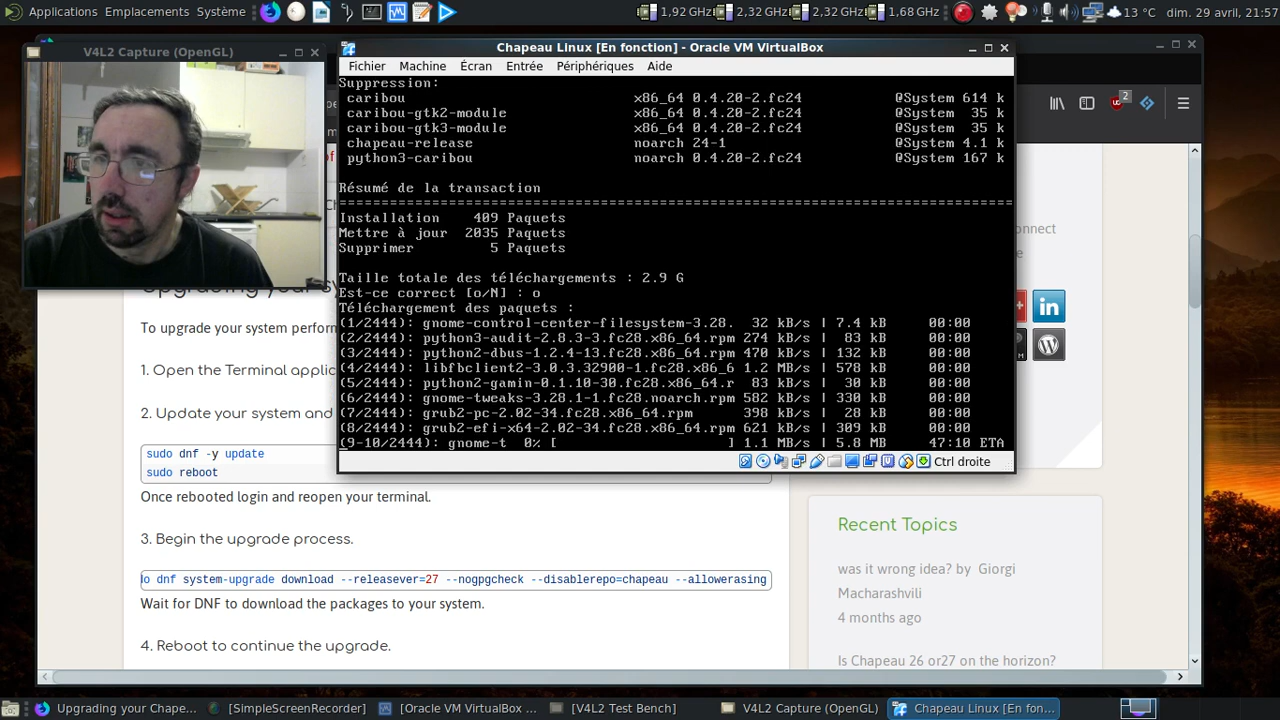 Applications Emplacements Système
1,92 GHz 2,32 GHz 2,32 GHz 1,68 GHz 13 °C dim. 29 avril, 21:57
V4L2 Capture (OpenGL)
Chapeau Linux [En fonction] - Oracle VM VirtualBox
Fichier Machine Écran Entrée Périphériques Aide
Suppression:
caribou x86_64 0.4.20-2.fc24 @System 614 k
caribou-gtk2-module x86_64 0.4.20-2.fc24 @System 35 k
caribou-gtk3-module x86_64 0.4.20-2.fc24 @System 35 k
chapeau-release noarch 24-1 @System 4.1 k
python3-caribou noarch 0.4.20-2.fc24 @System 167 k
Résumé de la transaction
================================================================================
Installation 409 Paquets
Mettre à jour 2035 Paquets
Supprimer 5 Paquets
Taille totale des téléchargements : 2.9 G
Est-ce correct [o/N] : o
Téléchargement des paquets :
(1/2444): gnome-control-center-filesystem-3.28. 32 kB/s | 7.4 kB 00:00
(2/2444): python3-audit-2.8.3-3.fc28.x86_64.rpm 274 kB/s | 83 kB 00:00
(3/2444): python2-dbus-1.2.4-13.fc28.x86_64.rpm 470 kB/s | 132 kB 00:00
(4/2444): libfbclient2-3.0.3.32900-1.fc28.x86_6 1.2 MB/s | 578 kB 00:00
(5/2444): python2-gamin-0.1.10-30.fc28.x86_64.r 83 kB/s | 30 kB 00:00
(6/2444): gnome-tweaks-3.28.1-1.fc28.noarch.rpm 582 kB/s | 330 kB 00:00
(7/2444): grub2-pc-2.02-34.fc28.x86_64.rpm 398 kB/s | 28 kB 00:00
(8/2444): grub2-efi-x64-2.02-34.fc28.x86_64.rpm 621 kB/s | 309 kB 00:00
(9-10/2444): gnome-t 0% [ ] 1.1 MB/s | 5.8 MB 47:10 ETA
Ctrl droite
2
onnect
To upgrade your system perform
1. Open the Terminal applic
2. Update your system and
sudo dnf -y update
sudo reboot
Once rebooted login and reopen your terminal.
3. Begin the upgrade process.
do dnf system-upgrade download --releasever=27 --nogpgcheck --disablerepo=chapeau --allowerasing
Wait for DNF to download the packages to your system.
4. Reboot to continue the upgrade.
Recent Topics
was it wrong idea? by Giorgi
Macharashvili
4 months ago
Is Chapeau 26 or27 on the horizon?
Upgrading your Chape... [SimpleScreenRecorder] [Oracle VM VirtualBox ... [V4L2 Test Bench] V4L2 Capture (OpenGL) Chapeau Linux [En fon...